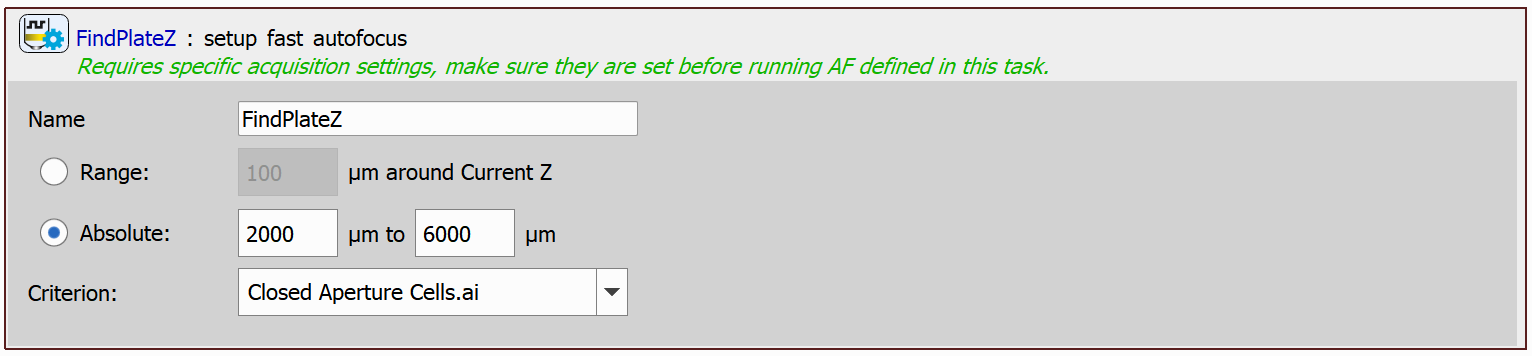 FindPlateZ : setup fast autofocus
Requires specific acquisition settings, make sure they are set before running AF defined in this task.
Name FindPlateZ
Range: 100 µm around Current Z
Absolute: 2000 µm to 6000 µm
Criterion: Closed Aperture Cells.ai